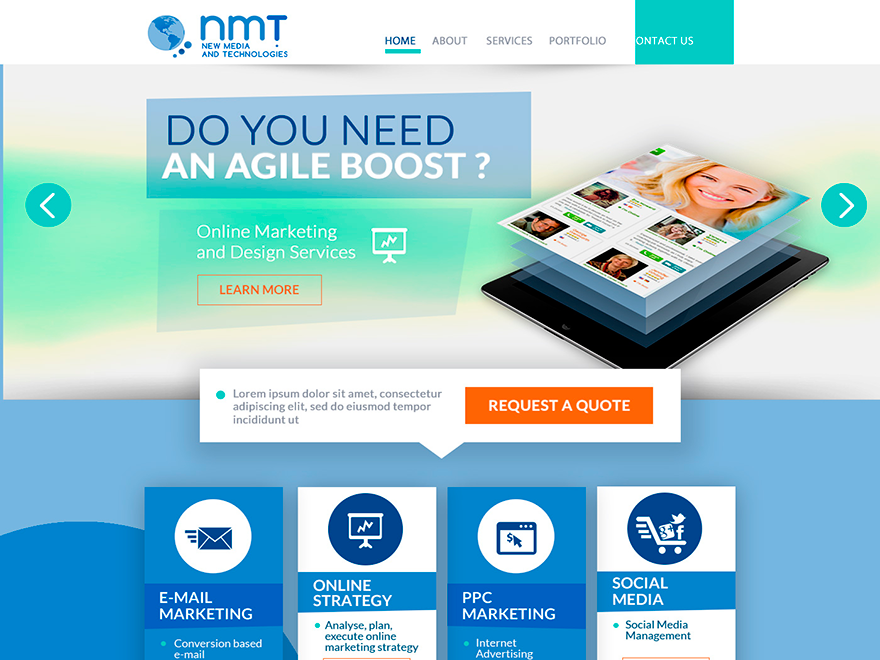 nmT
NEW MEDIA
AND TECHNOLOGIES
HOME ABOUT SERVICES PORTFOLIO ONTACT US
DO YOU NEED
AN AGILE BOOST ?
Online Marketing
and Design Services
LEARN MORE
Lorem ipsum dolor sit amet, consectetur
adipiscing elit, sed do eiusmod tempor
incididunt ut
REQUEST A QUOTE
E-MAIL
MARKETING
Conversion based
e-mail
ONLINE
STRATEGY
Analyse, plan,
execute online
marketing strategy
PPC
MARKETING
Internet
Advertising
SOCIAL
MEDIA
Social Media
Management